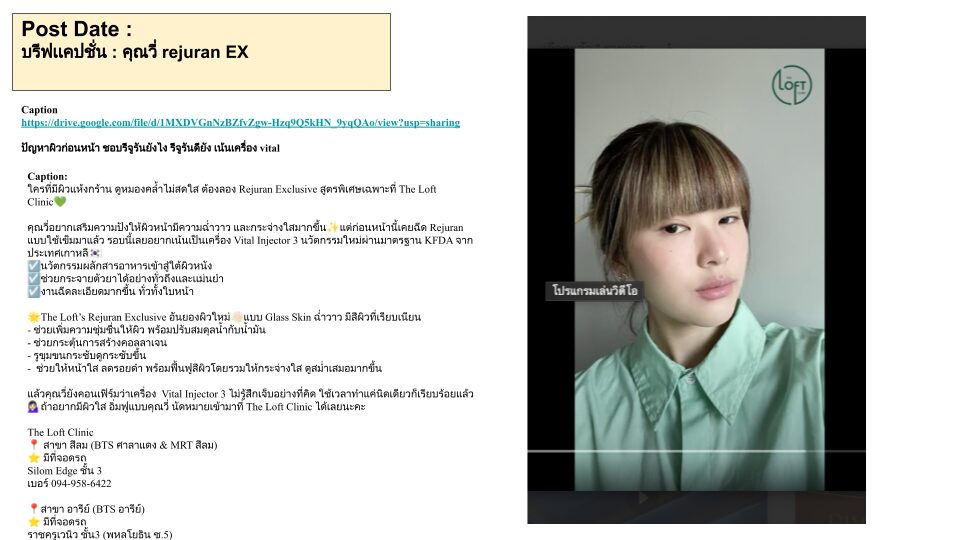 Post Date :
บรีฟแคปชั่น : คุณวี่ rejuran EX
Caption
https://drive.google.com/file/d/1MXDVGnNzBZfvZgw-Hzq9Q5kHN_9yqQAo/view?usp=sharing
ปัญหาผิวก่อนหน้า ชอบรีจูรันยังไง รีจูรันดียัง เน้นเครื่อง vital
Caption:
ใครที่มีผิวแห้งกร้าน ดูหมองคล้ำไม่สดใส ต้องลอง Rejuran Exclusive สูตรพิเศษเฉพาะที่ The Loft
Clinic💚
คุณวี่อยากเสริมความปังให้ผิวหน้ามีความฉ่ำวาว และกระจ่างใสมากขึ้น✨แต่ก่อนหน้านี้เคยฉีด Rejuran
แบบใช้เข็มมาแล้ว รอบนี้เลยอยากเน้นเป็นเครื่อง Vital Injector 3 นวัตกรรมใหม่ผ่านมาตรฐาน KFDA จาก
ประเทศเกาหลี🇰🇷
☑️นวัตกรรมผลักสารอาหารเข้าสู่ใต้ผิวหนัง
☑️ช่วยกระจายตัวยาได้อย่างทั่วถึงและแม่นยำ
☑️งานฉีดละเอียดมากขึ้น ทั่วทั้งใบหน้า
🌟The Loft's Rejuran Exclusive อันยองผิวใหม่👋🏻แบบ Glass Skin ฉ่ำวาว มีสีผิวที่เรียบเนียน
- ช่วยเพิ่มความชุ่มชื่นให้ผิว พร้อมปรับสมดุลน้ำกับน้ำมัน
- ช่วยกระตุ้นการสร้างคอลลาเจน
- รูขุมขนกระชับดูกระชับขึ้น
- ช่วยให้หน้าใส ลดรอยดำ พร้อมฟื้นฟูสีผิวโดยรวมให้กระจ่างใส ดูสม่ำเสมอมากขึ้น
แล้วคุณวี่ยังคอนเฟิร์มว่าเครื่อง Vital Injector 3 ไม่รู้สึกเจ็บอย่างที่คิด ใช้เวลาทำแค่นิดเดียวก็เรียบร้อยแล้ว
💁🏻‍♀️ถ้าอยากมีผิวใส อิ่มฟูแบบคุณวี่ นัดหมายเข้ามาที่ The Loft Clinic ได้เลยนะคะ
The Loft Clinic
📍 สาขา สีลม (BTS ศาลาแดง & MRT สีลม)
⭐ มีที่จอดรถ
Silom Edge ชั้น 3
เบอร์ 094-958-6422
📍สาขา อารีย์ (BTS อารีย์)
⭐ มีที่จอดรถ
ราชครูเวนิว ชั้น3 (พหลโยธิน ซ.5)
THE
LOFT
โปรแกรมเล่นวิดีโอ